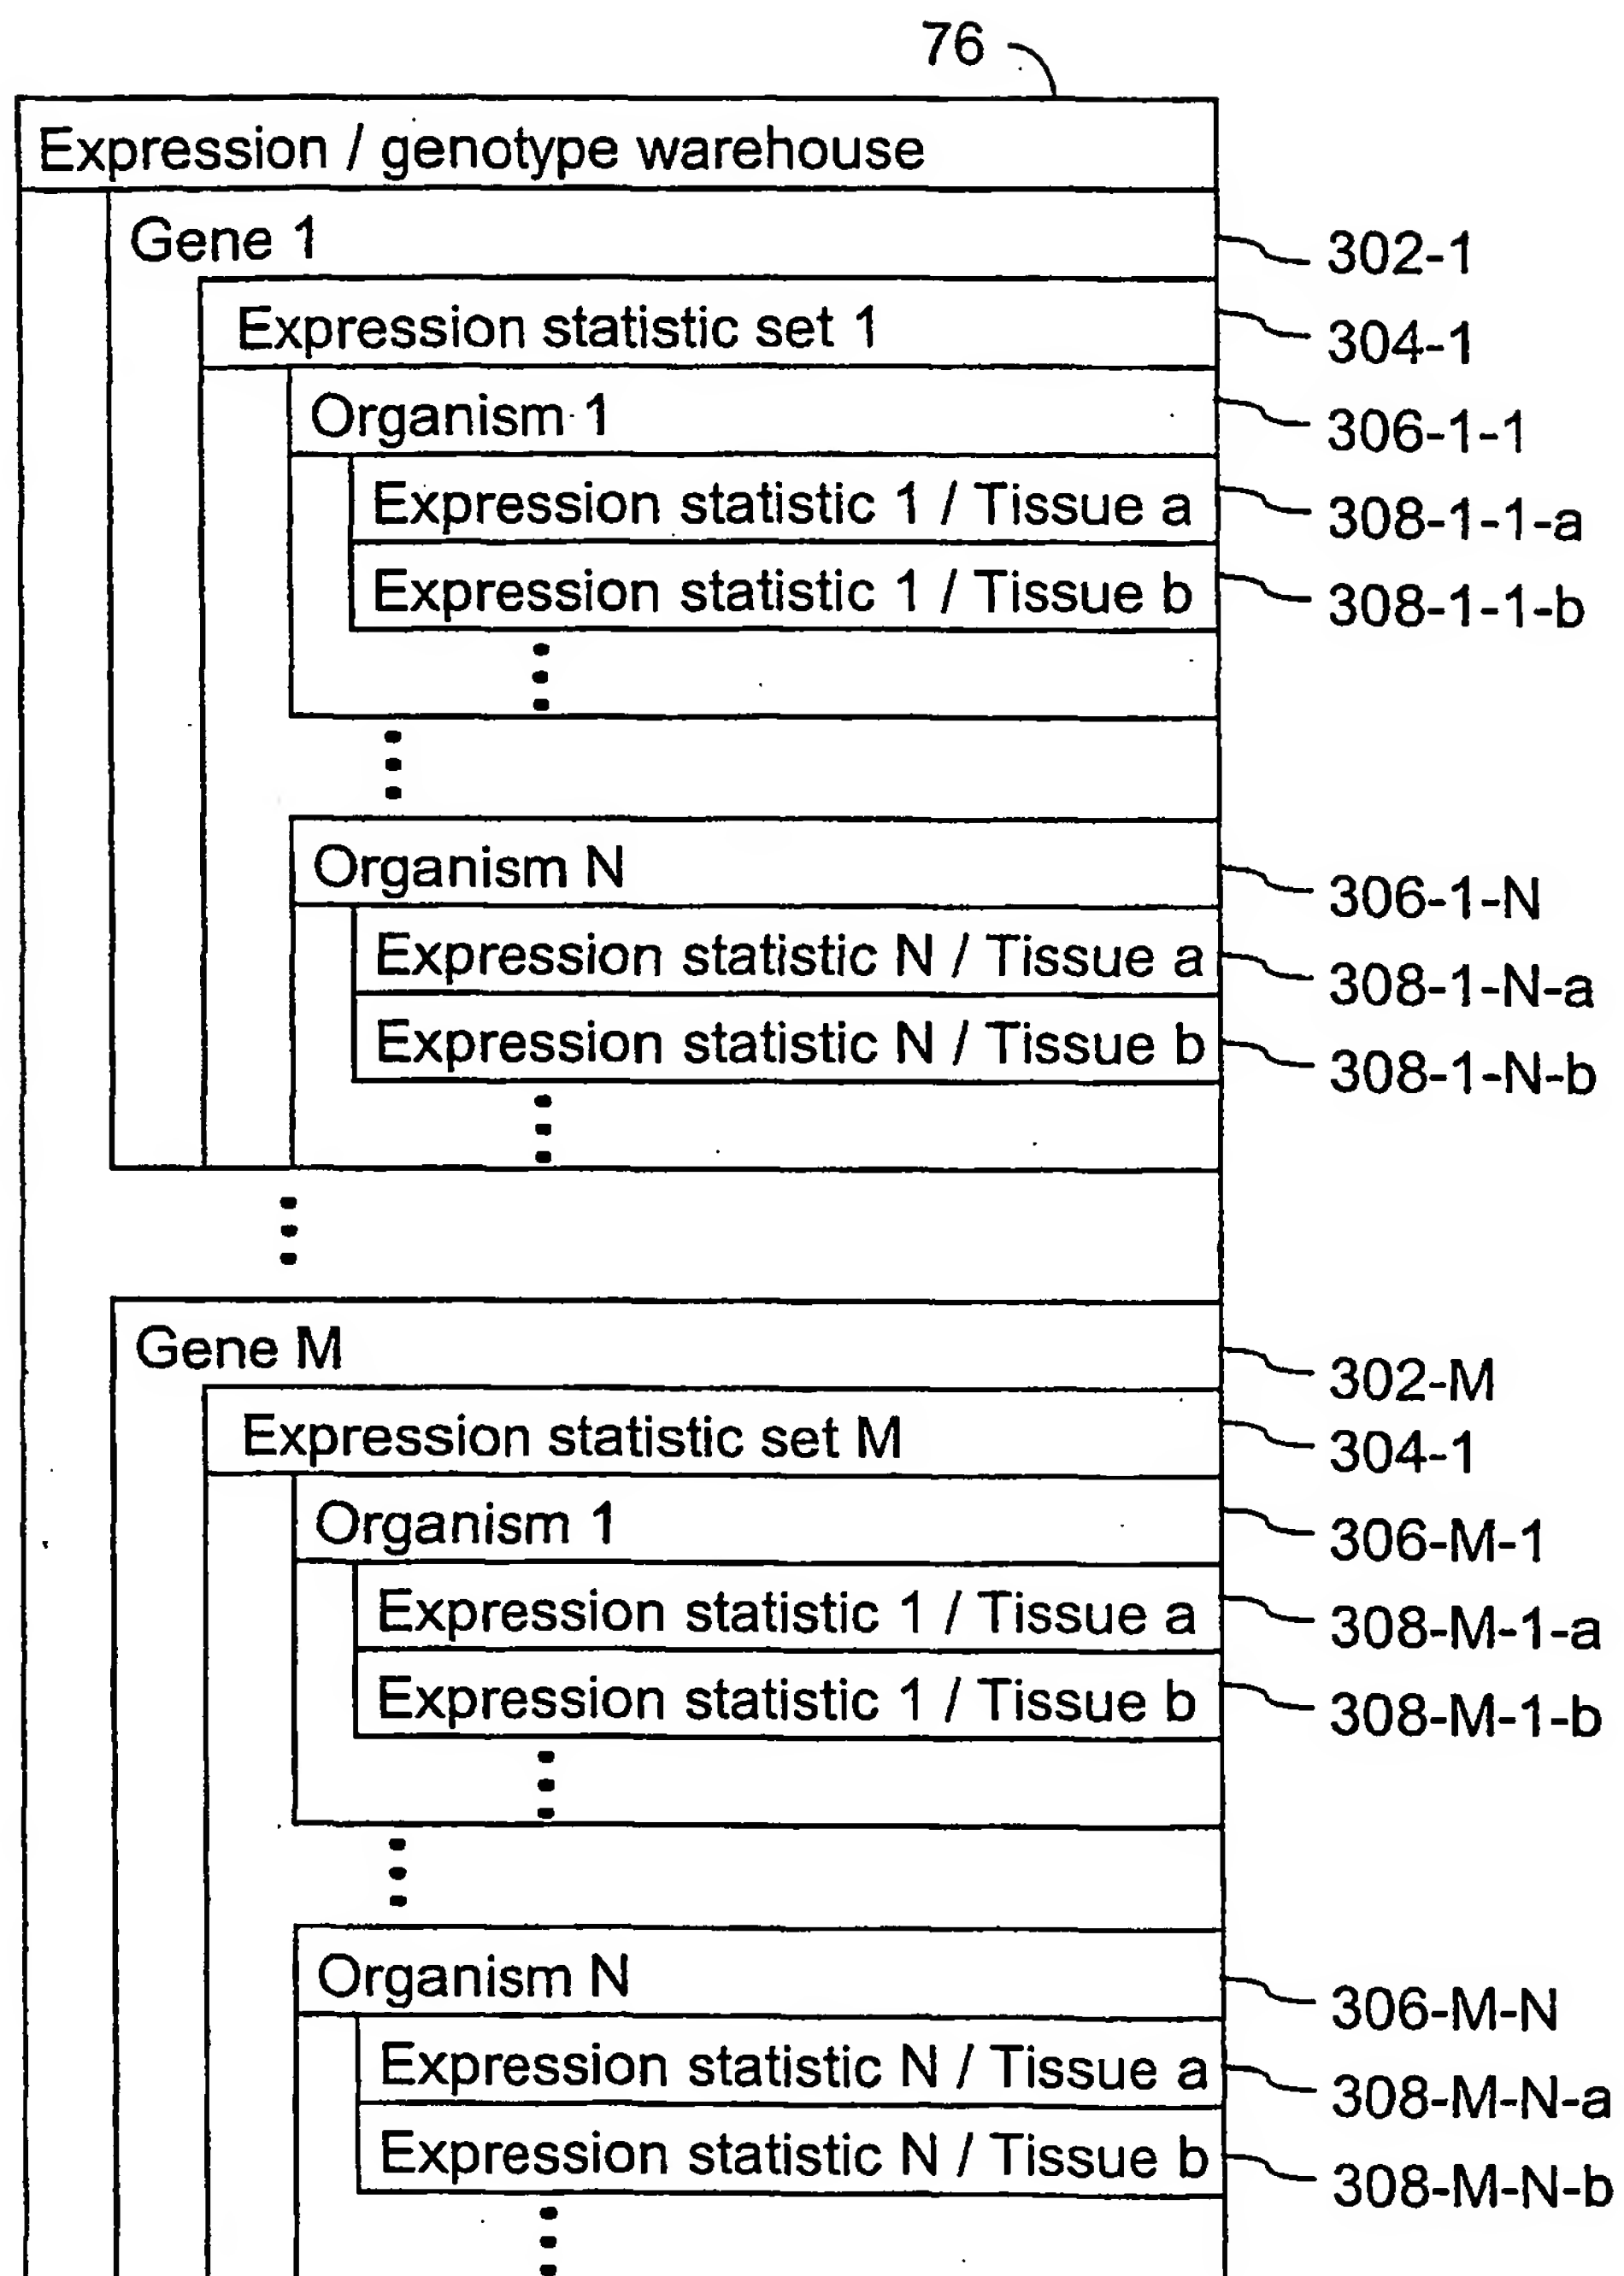 76
Expression / genotype warehouse
Gene 1
302-1
Expression statistic set 1
304-1
Organism 1
306-1-1
Expression statistic 1 / Tissue a
308-1-1-a
Expression statistic 1 / Tissue b
308-1-1-b
Organism N
306-1-N
Expression statistic N / Tissue a
308-1-N-a
Expression statistic N / Tissue b
308-1-N-b
Gene M
302-M
Expression statistic set M
304-1
Organism 1
306-M-1
Expression statistic 1 / Tissue a
308-M-1-a
Expression statistic 1 / Tissue b
308-M-1-b
Organism N
306-M-N
Expression statistic N / Tissue a
308-M-N-a
Expression statistic N / Tissue b
308-M-N-b